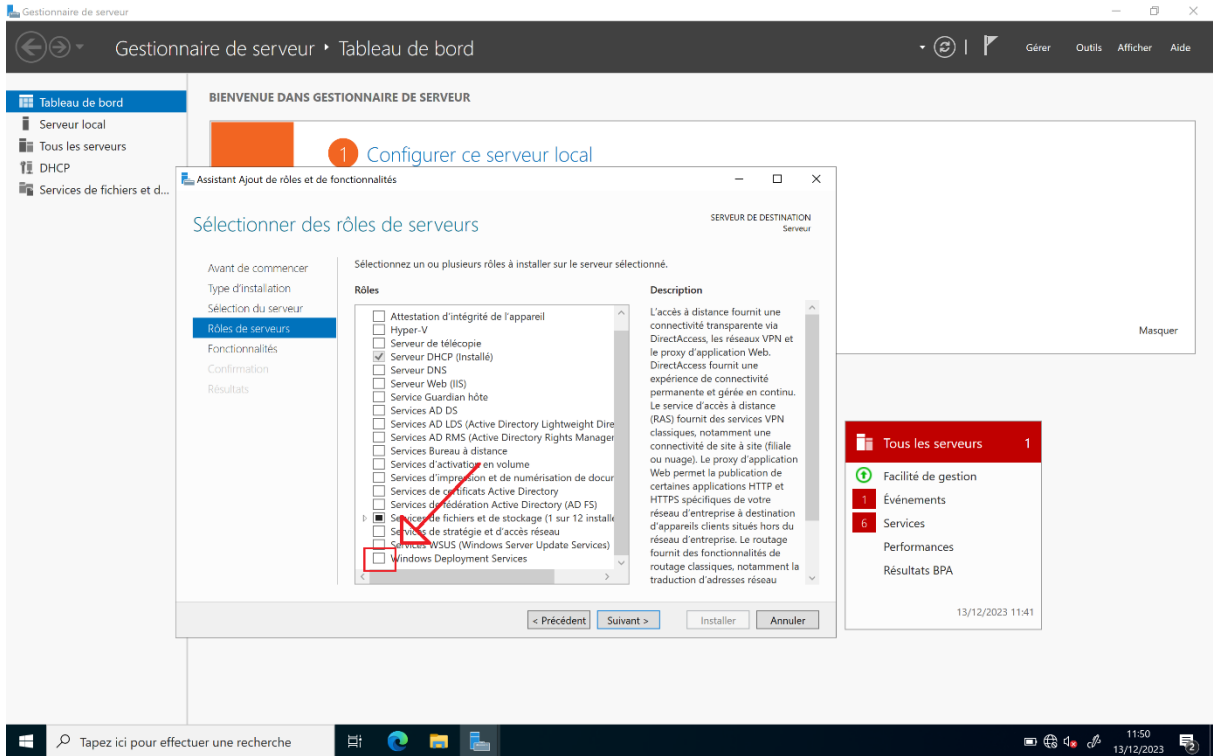 Gestionnaire de serveur
Gestionnaire de serveur
Tableau de bord
Gérer
Outils
Afficher
Aide
Tableau de bord
Serveur local
Tous les serveurs
DHCP
Services de fichiers et d...
BIENVENUE DANS GESTIONNAIRE DE SERVEUR
1 Configurer ce serveur local
Masquer
Assistant Ajout de rôles et de fonctionnalités
Sélectionner des rôles de serveurs
SERVEUR DE DESTINATION
Serveur
Avant de commencer
Type d'installation
Sélection du serveur
Rôles de serveurs
Fonctionnalités
Confirmation
Résultats
Sélectionnez un ou plusieurs rôles à installer sur le serveur sélectionné.
Rôles
Attestation d'intégrité de l'appareil
Hyper-V
Serveur de télécopie
Serveur DHCP (Installé)
Serveur DNS
Serveur Web (IIS)
Service Guardian hôte
Services AD DS
Services AD LDS (Active Directory Lightweight Dire
Services AD RMS (Active Directory Rights Manager
Services Bureau à distance
Services d'activation en volume
Services d'impression et de numérisation de docur
Services de certificats Active Directory
Services de fédération Active Directory (AD FS)
Services de fichiers et de stockage (1 sur 12 installe
Services de stratégie et d'accès réseau
Services WSUS (Windows Server Update Services)
Windows Deployment Services
Description
L'accès à distance fournit une
connectivité transparente via
DirectAccess, les réseaux VPN et
le proxy d'application Web.
DirectAccess fournit une
expérience de connectivité
permanente et gérée en continu.
Le service d'accès à distance
(RAS) fournit des services VPN
classiques, notamment une
connectivité de site à site (filiale
ou nuage). Le proxy d'application
Web permet la publication de
certaines applications HTTP et
HTTPS spécifiques de votre
réseau d'entreprise à destination
d'appareils clients situés hors du
réseau d'entreprise. Le routage
fournit des fonctionnalités de
routage classiques, notamment la
traduction d'adresses réseau
< Précédent
Suivant >
Installer
Annuler
Tous les serveurs 1
Facilité de gestion
1 Événements
6 Services
Performances
Résultats BPA
13/12/2023 11:41
Tapez ici pour effectuer une recherche
11:50
13/12/2023
2